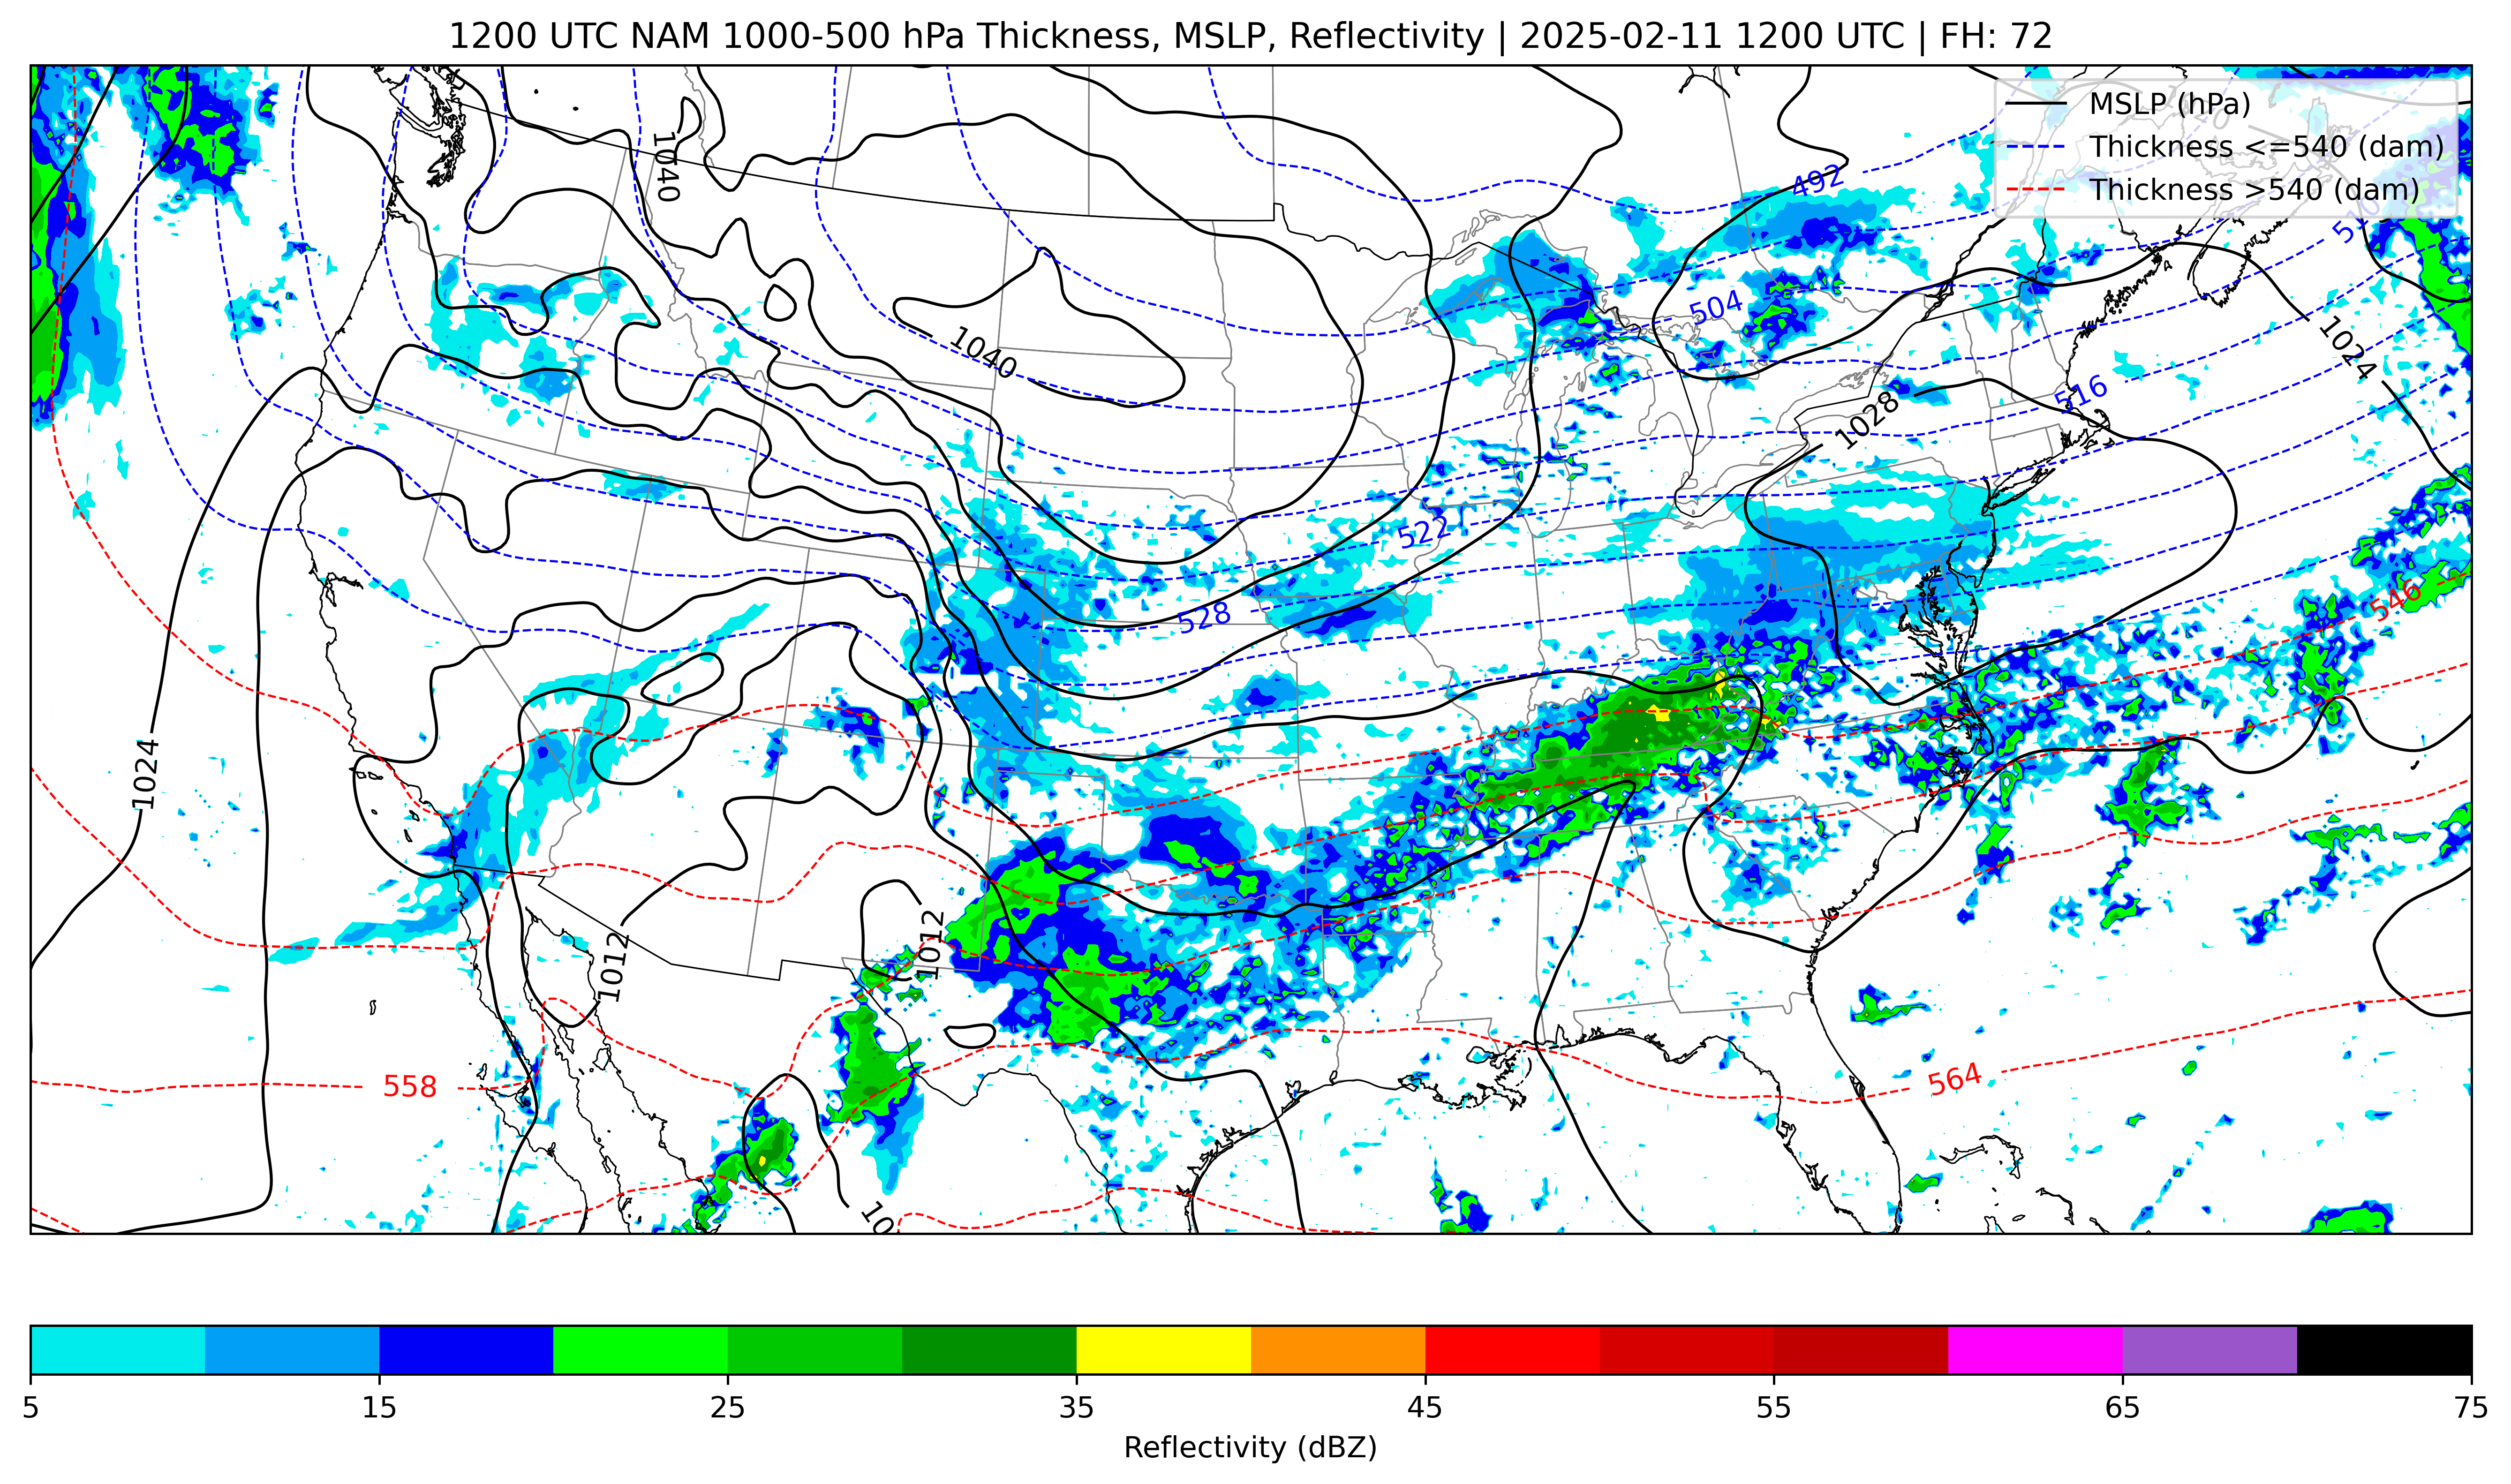 1200 UTC NAM 1000-500 hPa Thickness, MSLP, Reflectivity | 2025-02-11 1200 UTC | FH: 72
MSLP (hPa)
Thickness <=540 (dam)
Thickness >540 (dam)
1040
492
510
504
1040
1024
516
1028
522
546
528
1024
1012
1012
558
564
10
5 15 25 35 45 55 65 75
Reflectivity (dBZ)